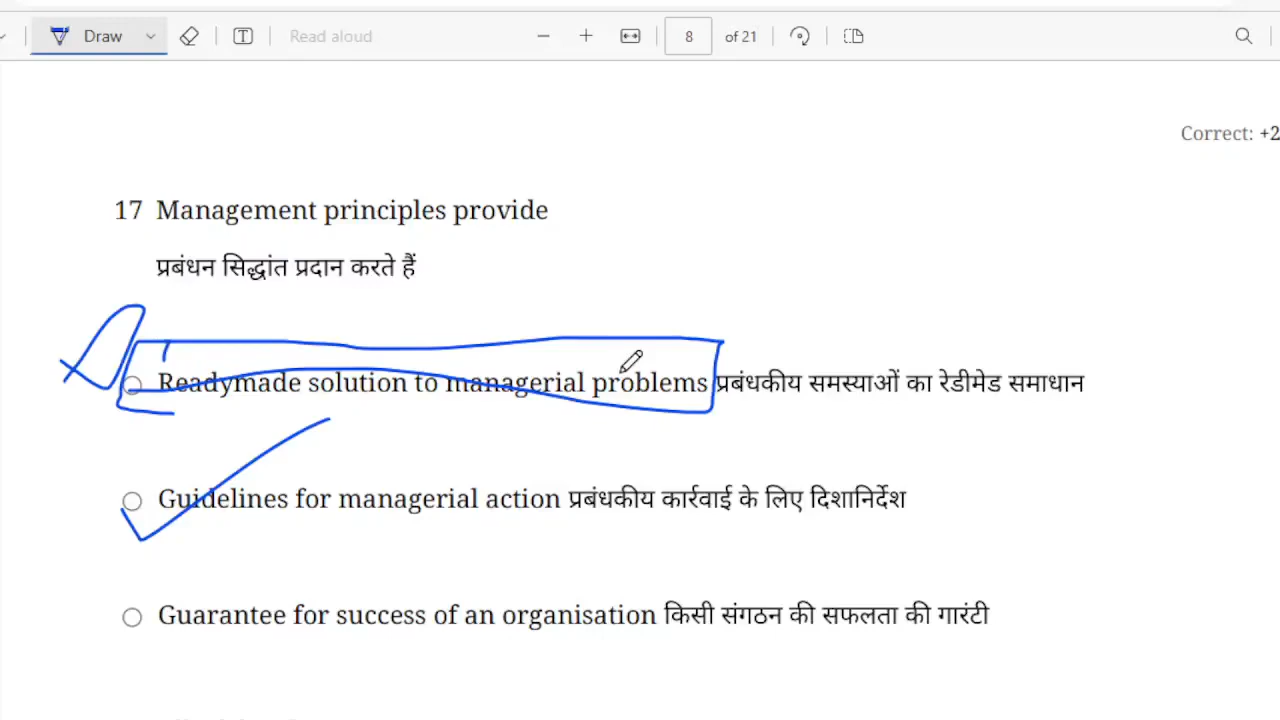 Draw
Read aloud
8 of 21
Correct: +2
17 Management principles provide
प्रबंधन सिद्धांत प्रदान करते हैं
Readymade solution to managerial problems प्रबंधकीय समस्याओं का रेडीमेड समाधान
Guidelines for managerial action प्रबंधकीय कार्रवाई के लिए दिशानिर्देश
Guarantee for success of an organisation किसी संगठन की सफलता की गारंटी